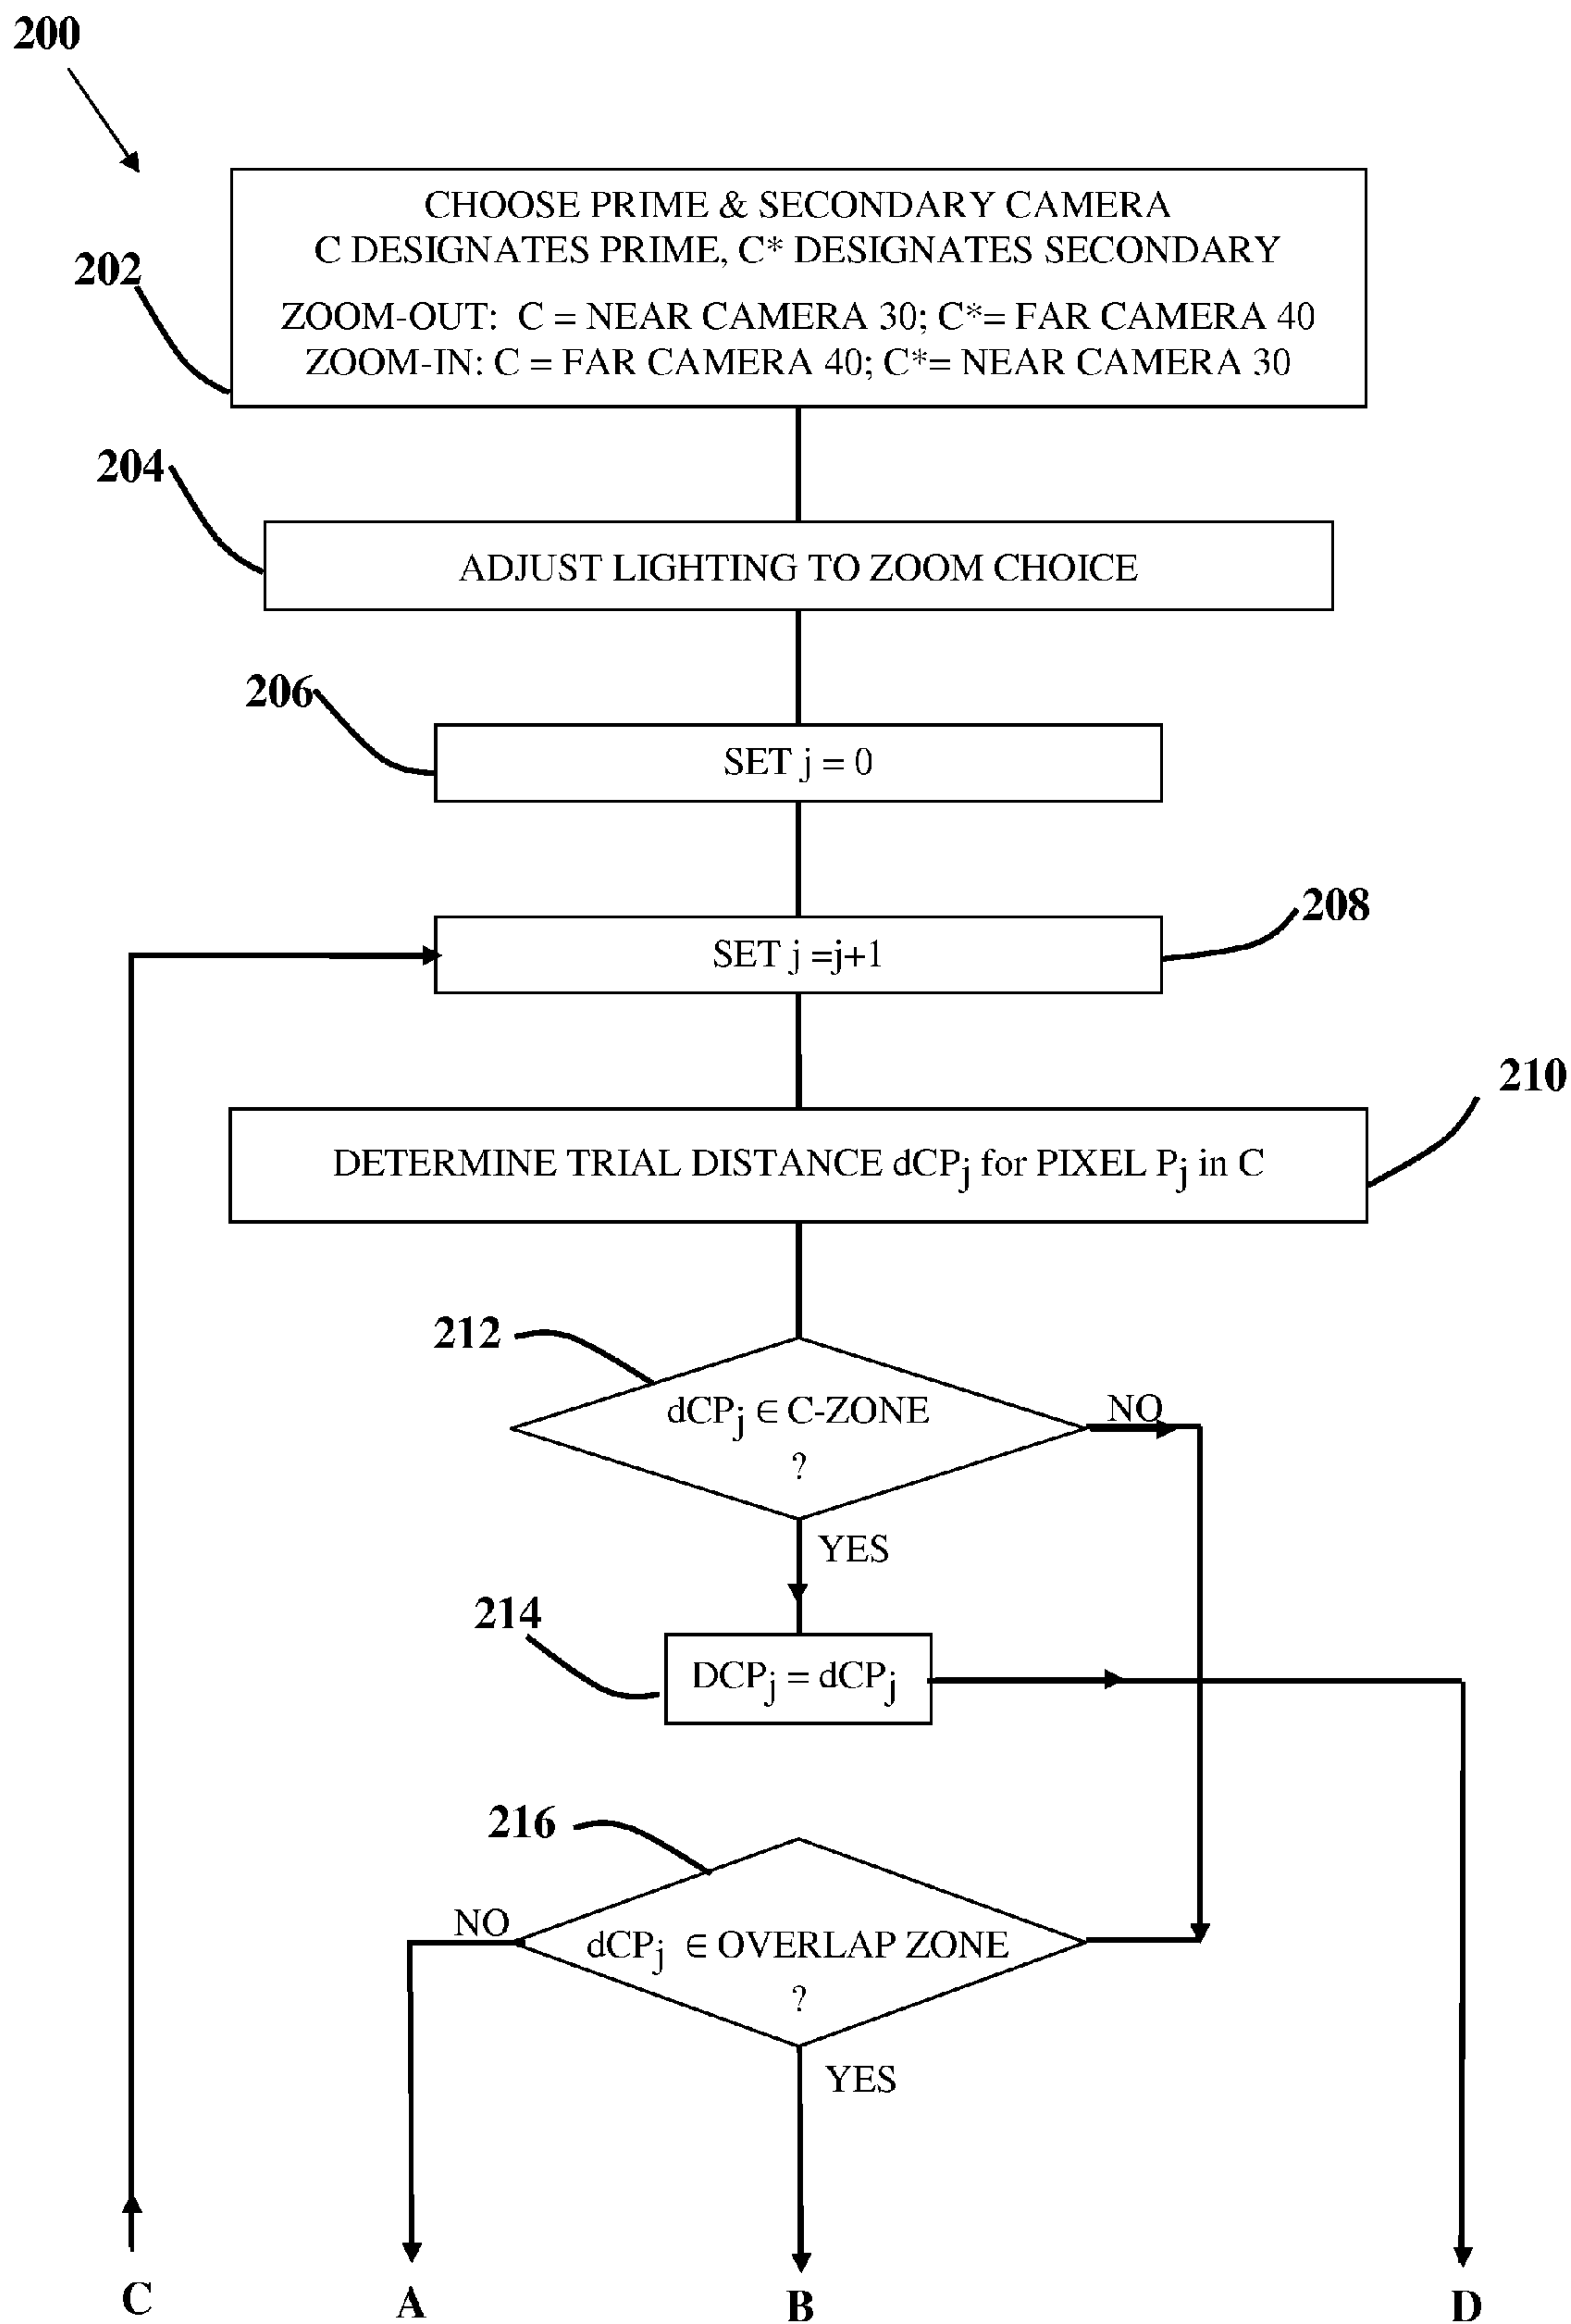 200
CHOOSE PRIME & SECONDARY CAMERA
C DESIGNATES PRIME, C* DESIGNATES SECONDARY
202
ZOOM-OUT: C = NEAR CAMERA 30; C*= FAR CAMERA 40
ZOOM-IN: C = FAR CAMERA 40; C*= NEAR CAMERA 30
204
ADJUST LIGHTING TO ZOOM CHOICE
206
SET j = 0
208
SET j =j+1
210
DETERMINE TRIAL DISTANCE dCPj for PIXEL Pj in C
212
dCPj ∈ C-ZONE
?
NO
YES
214
DCPj = dCPj
216
NO
dCPj ∈ OVERLAP ZONE
?
YES
C
A
B
D